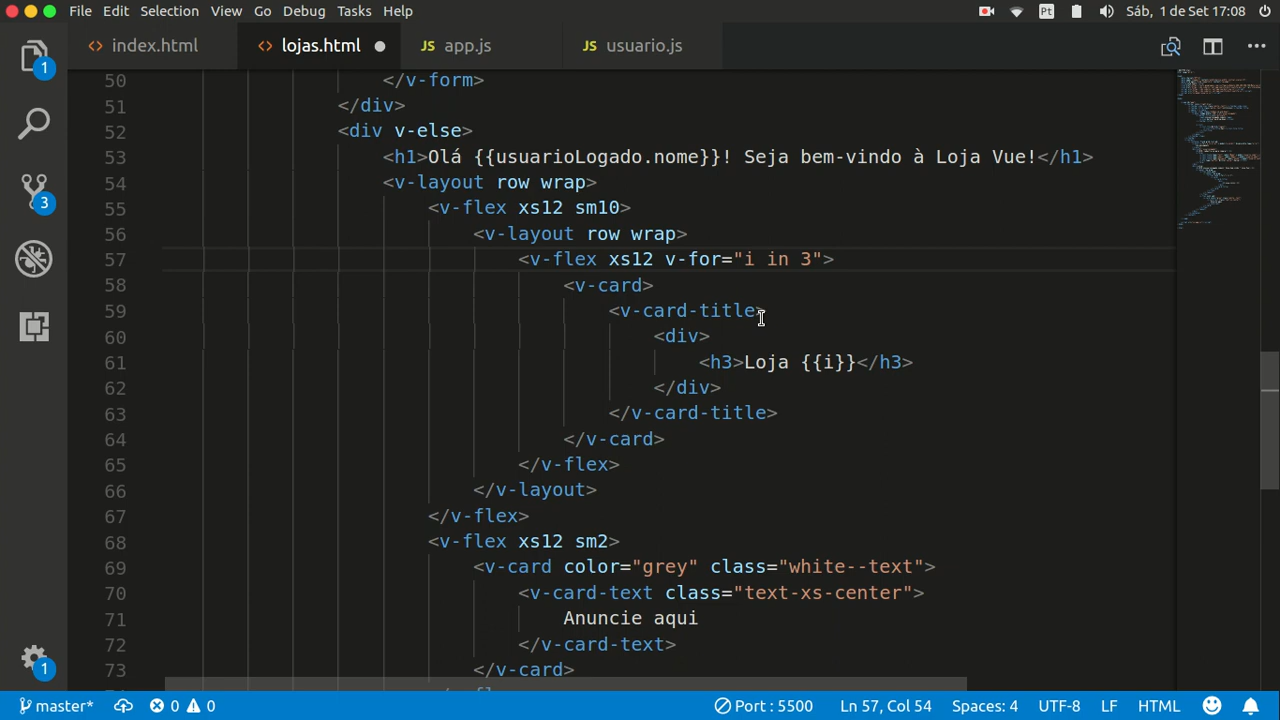 File Edit Selection View Go Debug Tasks Help Pt Sáb, 1 de Set 17:08
1 <> index.html <> lojas.html ● JS app.js JS usuario.js
50 </v-form>
51 </div>
52 <div v-else>
53 <h1>Olá {{usuarioLogado.nome}}! Seja bem-vindo à Loja Vue!</h1>
54 <v-layout row wrap>
3
55 <v-flex xs12 sm10>
56 <v-layout row wrap>
57 <v-flex xs12 v-for="i in 3">
58 <v-card>
59 <v-card-title>
60 <div>
61 <h3>Loja {{i}}</h3>
62 </div>
63 </v-card-title>
64 </v-card>
65 </v-flex>
66 </v-layout>
67 </v-flex>
68 <v-flex xs12 sm2>
69 <v-card color="grey" class="white--text">
70 <v-card-text class="text-xs-center">
71 Anuncie aqui
72 </v-card-text>
1
73 </v-card>
master* 0 0 Port : 5500 Ln 57, Col 54 Spaces: 4 UTF-8 LF HTML